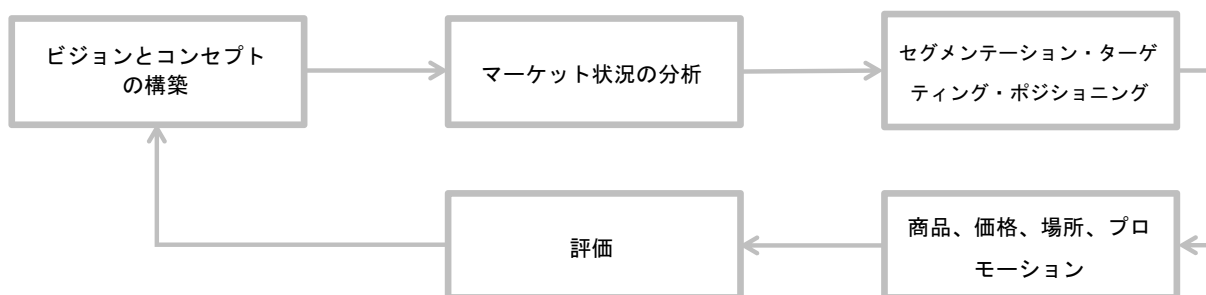 ビジョンとコンセプト
の構築
マーケット状況の分析
セグメンテーション・ターゲ
ティング・ポジショニング
評価
商品、価格、場所、プロ
モーション